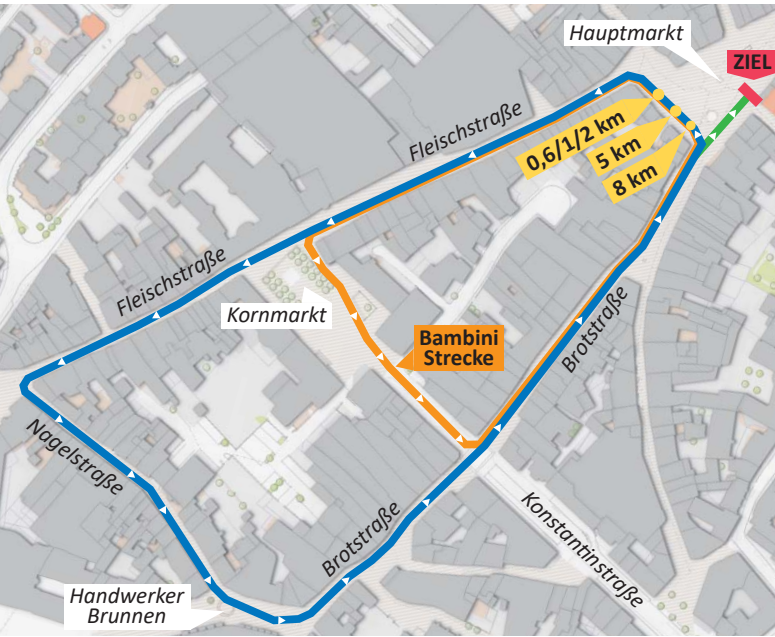 Hauptmarkt
ZIEL
Fleischstraße
0,6/1/2 km
5 km
8 km
Fleischstraße
Kornmarkt
Bambini
Strecke
Brotstraße
Nagelstraße
Brotstraße
Konstantinstraße
Handwerker
Brunnen